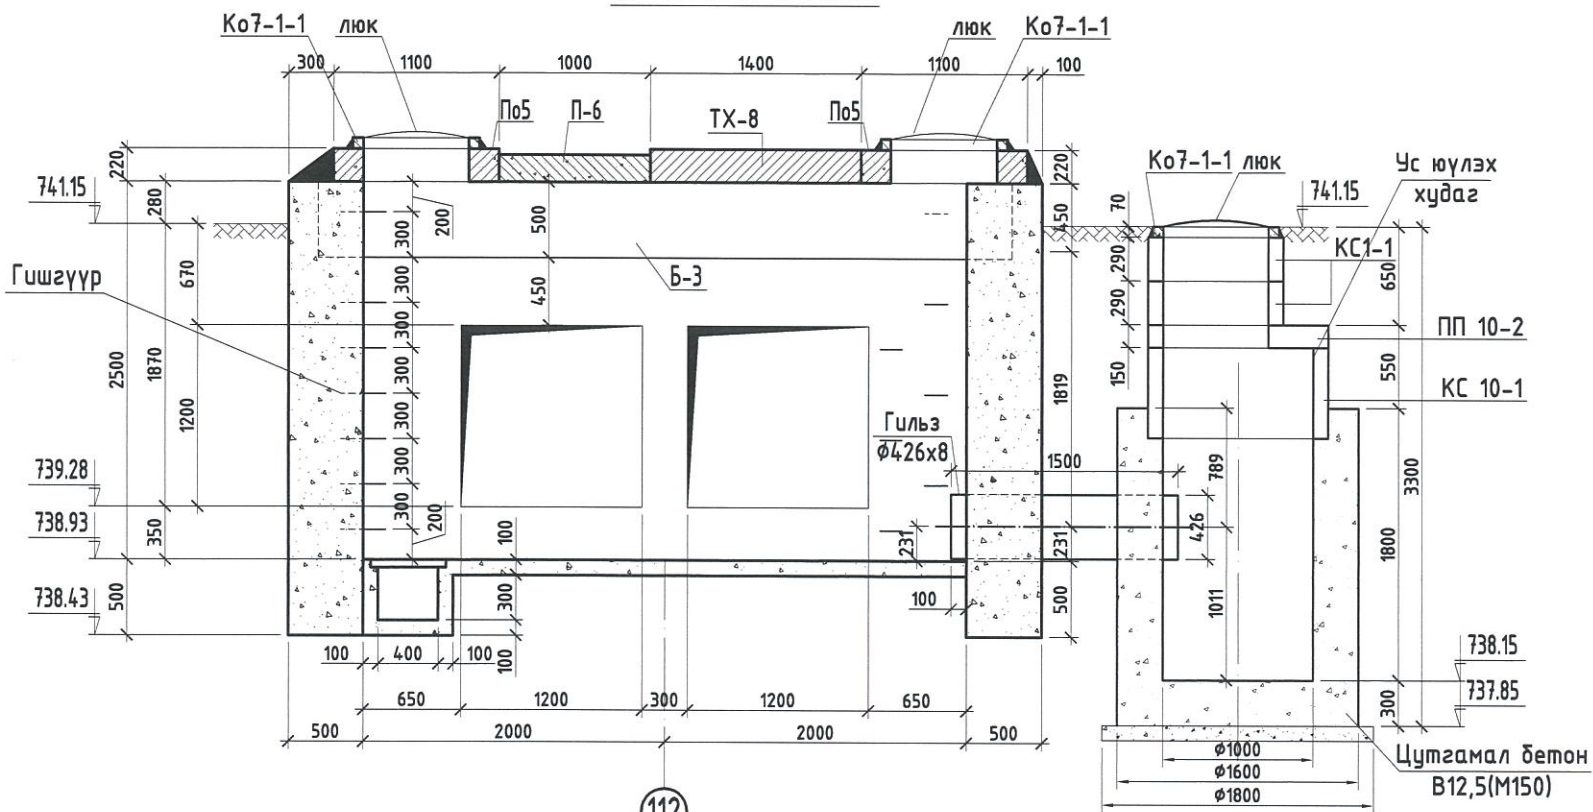 Ко7-1-1 люк люк Ко7-1-1
300 1100 1000 1400 1100 100
По5 П-6 ТХ-8 По5
220 220
Ко7-1-1 люк Ус юүлэх
худаг
741.15 280 200 500 450 70 741.15
300
670 Б-3 290 КС1-1 650
Гишгүүр 300 450 290
300 ПП 10-2
2500 1870 300 1819 150 550
1200 300 КС 10-1
Гильз
ф426х8
300 1500 789 3300
739.28 300
300
738.93 350 200 100 231 231 426 1800
738.43 500 300 100 500 1011
100 400 100 100
738.15
650 1200 300 1200 650 737.85
300
500 2000 2000 500
ф1000
Цутгамал бетон
ф1600
В12,5(М150)
ф1800
112